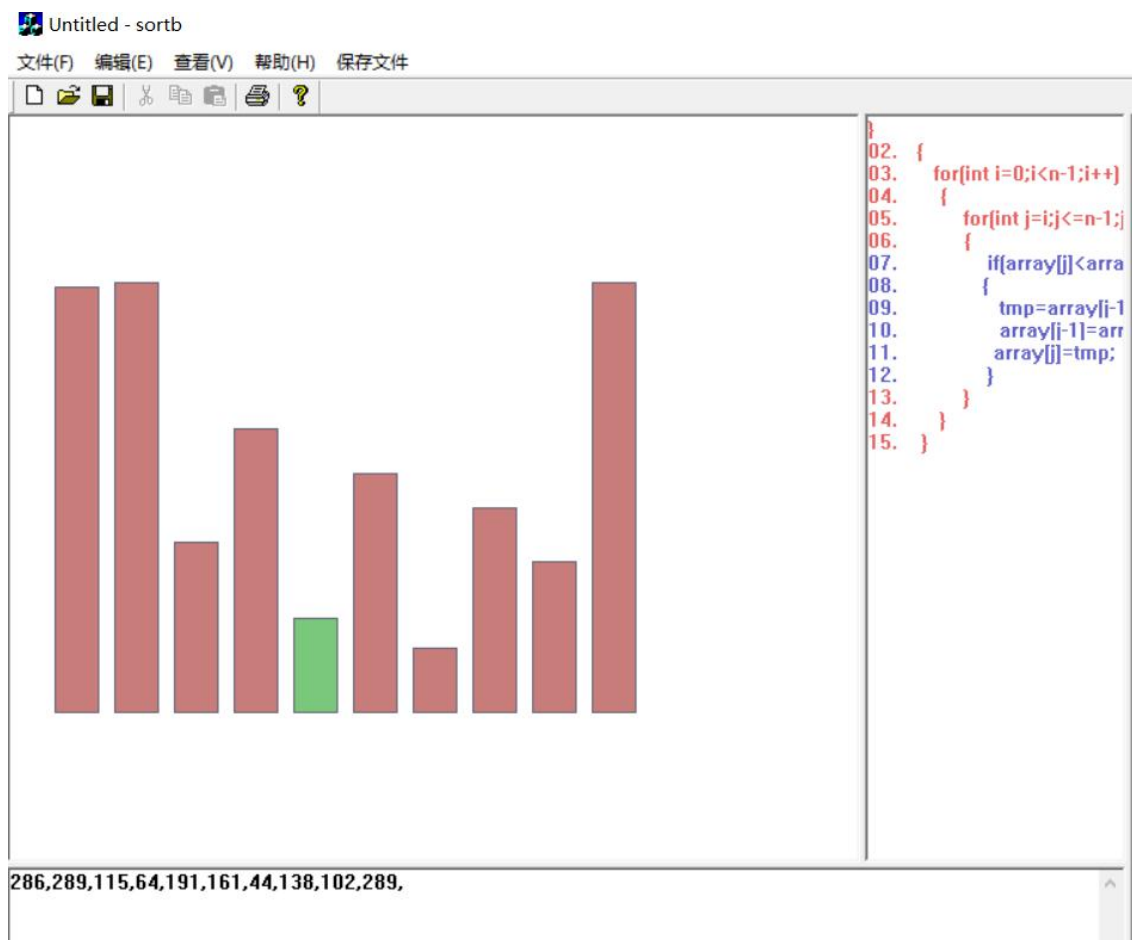 Untitled - sortb
文件(F) 编辑(E) 查看(V) 帮助(H) 保存文件
}
02. {
03. for(int i=0;i<n-1;i++)
04. {
05. for(int j=i;j<=n-1;j
06. {
07. if(array[j]<arra
08. {
09. tmp=array[j-1
10. array[j-1]=arr
11. array[j]=tmp;
12. }
13. }
14. }
15. }
286,289,115,64,191,161,44,138,102,289,